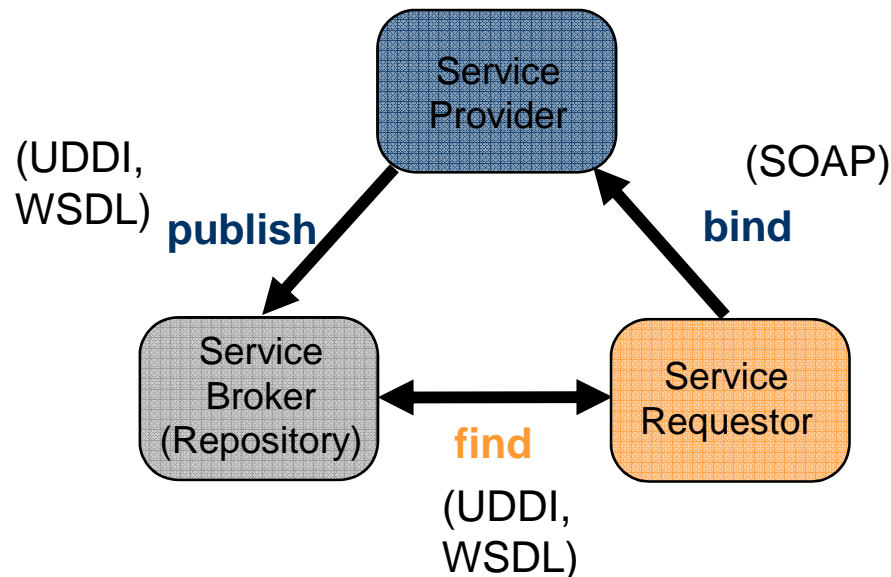 Service
Provider
(UDDI,
WSDL)
publish
(SOAP)
bind
Service
Broker
(Repository)
Service
Requestor
find
(UDDI,
WSDL)